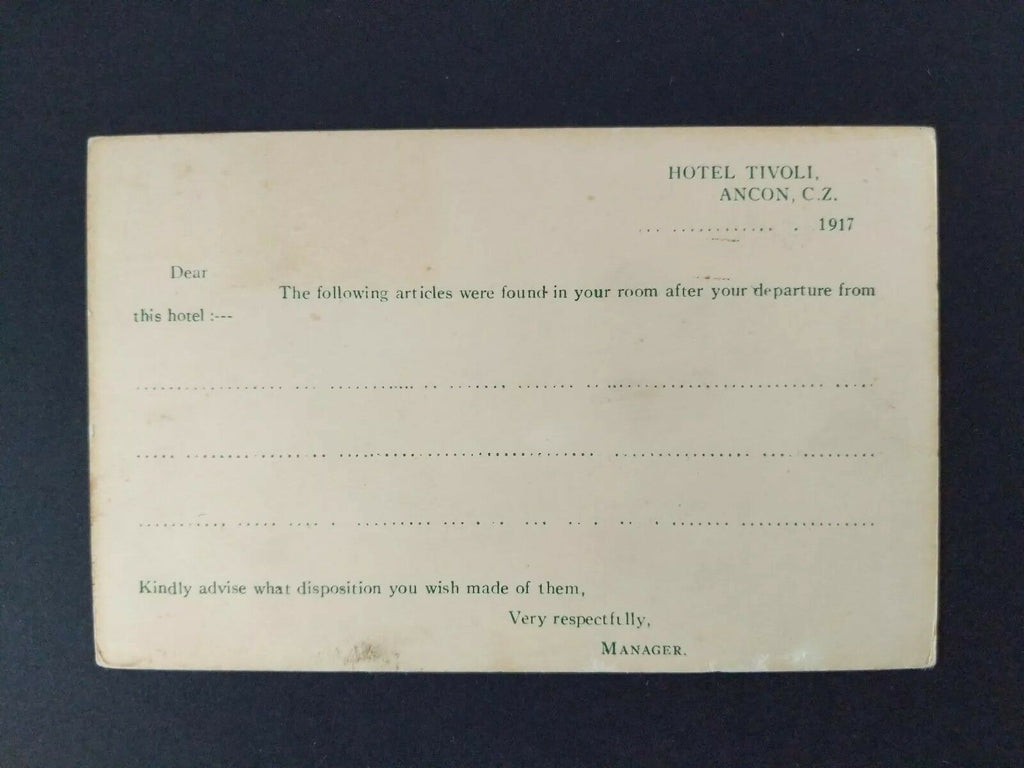 HOTEL TIVOLI,
ANCON, C.Z.
... ............. . 1917
Dear
The following articles were found in your room after your departure from
this hotel :---
Kindly advise what disposition you wish made of them,
Very respectfully,
MANAGER.